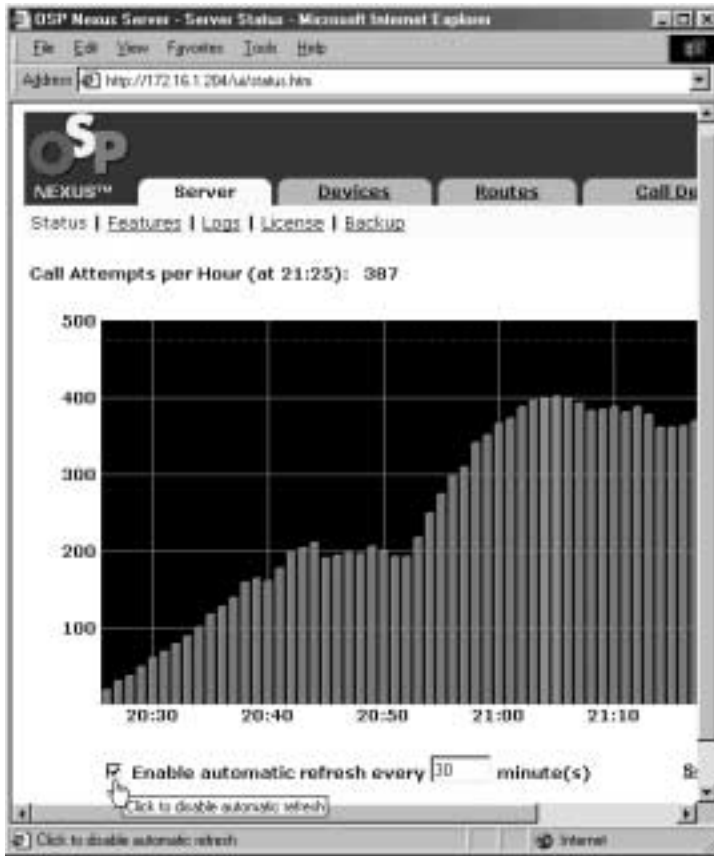 OSP Nexus Server - Server Status - Microsoft Internet Explorer
File Edit View Favorites Tools Help
Address http://172.16.1.204/ui/status.htm
OSP
NEXUS™ Server Devices Routes Call De
Status | Features | Logs | License | Backup
Call Attempts per Hour (at 21:25): 387
500
400
300
200
100
20:30 20:40 20:50 21:00 21:10
Enable automatic refresh every 30 minute(s)
Click to disable automatic refresh
Click to disable automatic refresh Internet